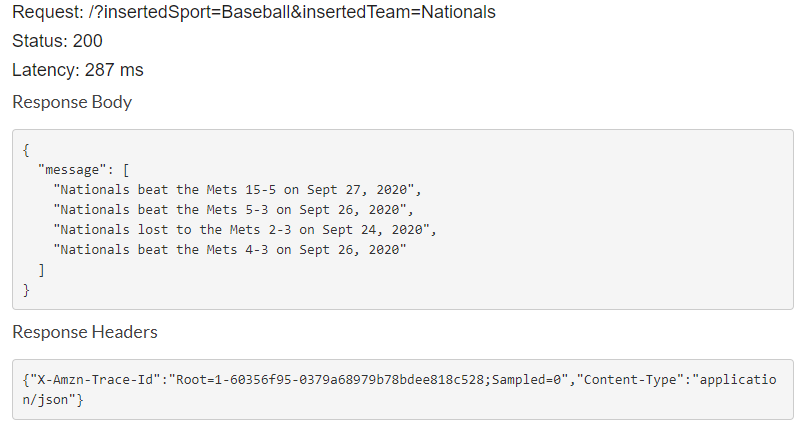 Request: /?insertedSport=Baseball&insertedTeam=Nationals
Status: 200
Latency: 287 ms
Response Body
{
  "message": [
    "Nationals beat the Mets 15-5 on Sept 27, 2020",
    "Nationals beat the Mets 5-3 on Sept 26, 2020",
    "Nationals lost to the Mets 2-3 on Sept 24, 2020",
    "Nationals beat the Mets 4-3 on Sept 26, 2020"
  ]
}
Response Headers
{"X-Amzn-Trace-Id":"Root=1-60356f95-0379a68979b78bdee818c528;Sampled=0","Content-Type":"applicatio
n/json"}